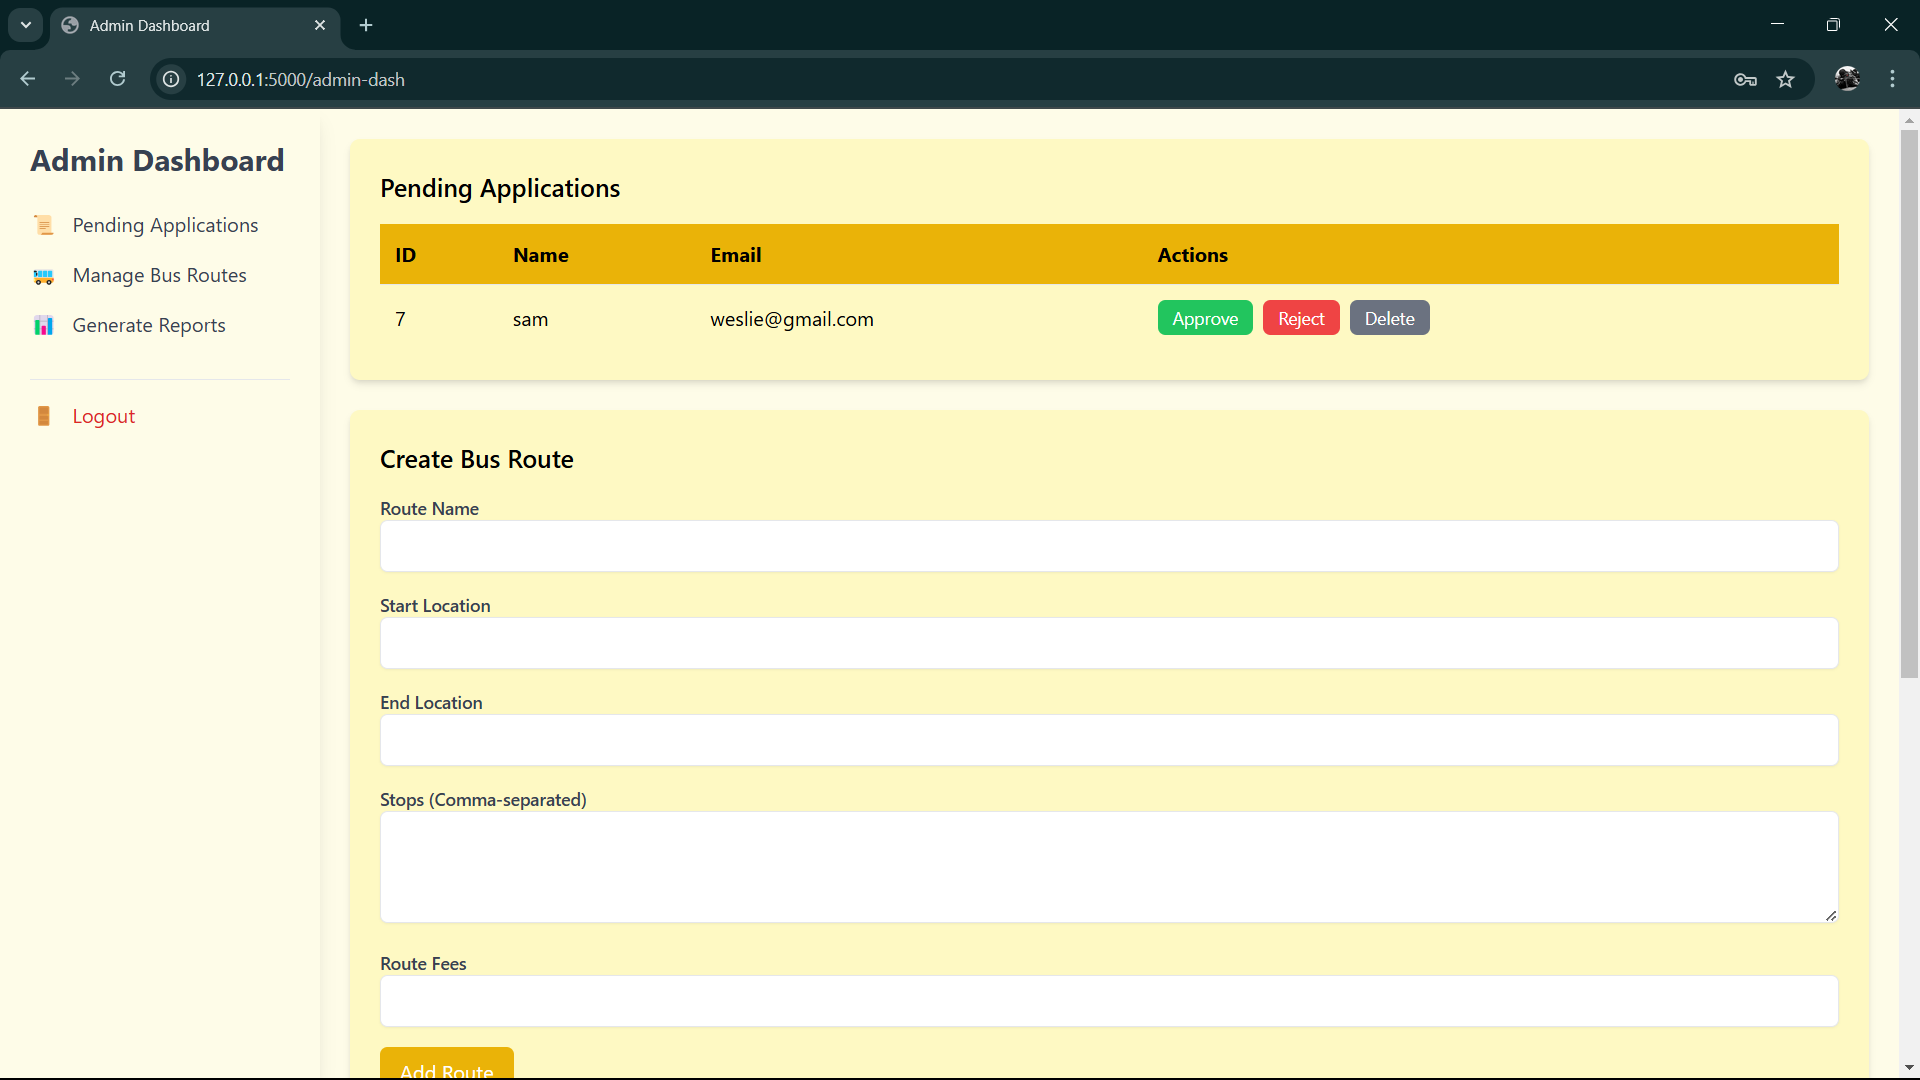 Admin Dashboard
127.0.0.1:5000/admin-dash
Admin Dashboard
Pending Applications
Manage Bus Routes
Generate Reports
Logout
Pending Applications
ID Name Email Actions
7 sam weslie@gmail.com Approve Reject Delete
Create Bus Route
Route Name
Start Location
End Location
Stops (Comma-separated)
Route Fees
Add Route